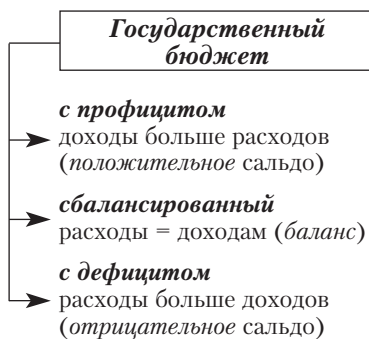 Государственный
бюджет
с профицитом
доходы больше расходов
(положительное сальдо)
сбалансированный
расходы = доходам (баланс)
с дефицитом
расходы больше доходов
(отрицательное сальдо)